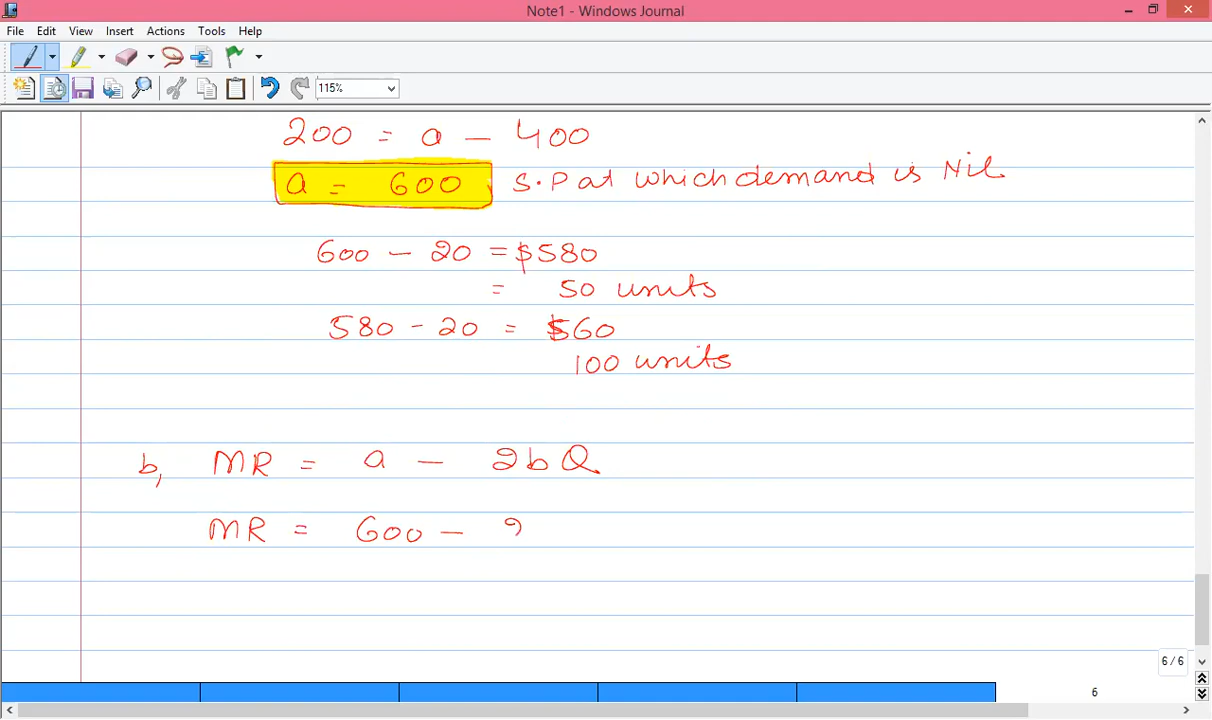 Note1 - Windows Journal
File Edit View Insert Actions Tools Help
115%
200 = a - 400
a = 600 S.P at which demand is Nil
600 - 20 = $580
= 50 units
580 - 20 = $60
100 units
b, MR = a - 2bQ
MR = 600 - 2
6 / 6
6